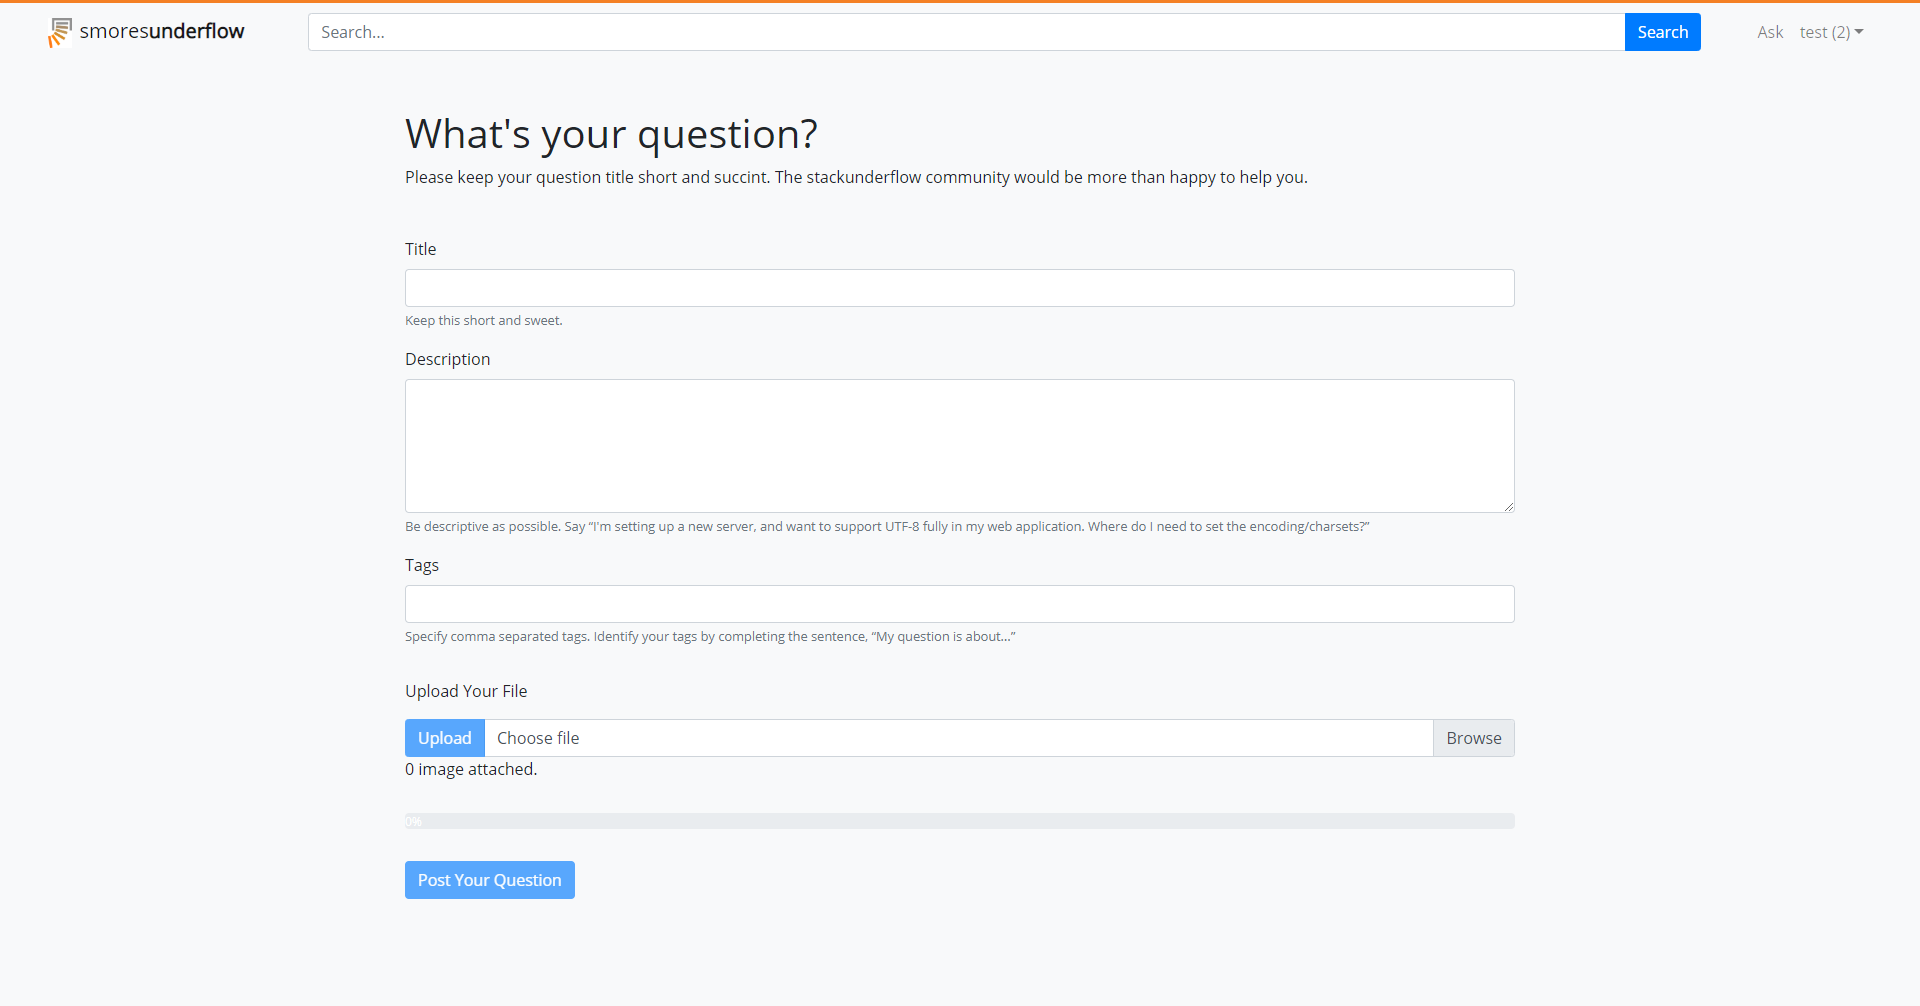 smoresunderflow
Search...
Search
Ask
test (2)
What's your question?
Please keep your question title short and succint. The stackunderflow community would be more than happy to help you.
Title
Keep this short and sweet.
Description
Be descriptive as possible. Say “I'm setting up a new server, and want to support UTF-8 fully in my web application. Where do I need to set the encoding/charsets?”
Tags
Specify comma separated tags. Identify your tags by completing the sentence, “My question is about...”
Upload Your File
Upload
Choose file
Browse
0 image attached.
0%
Post Your Question